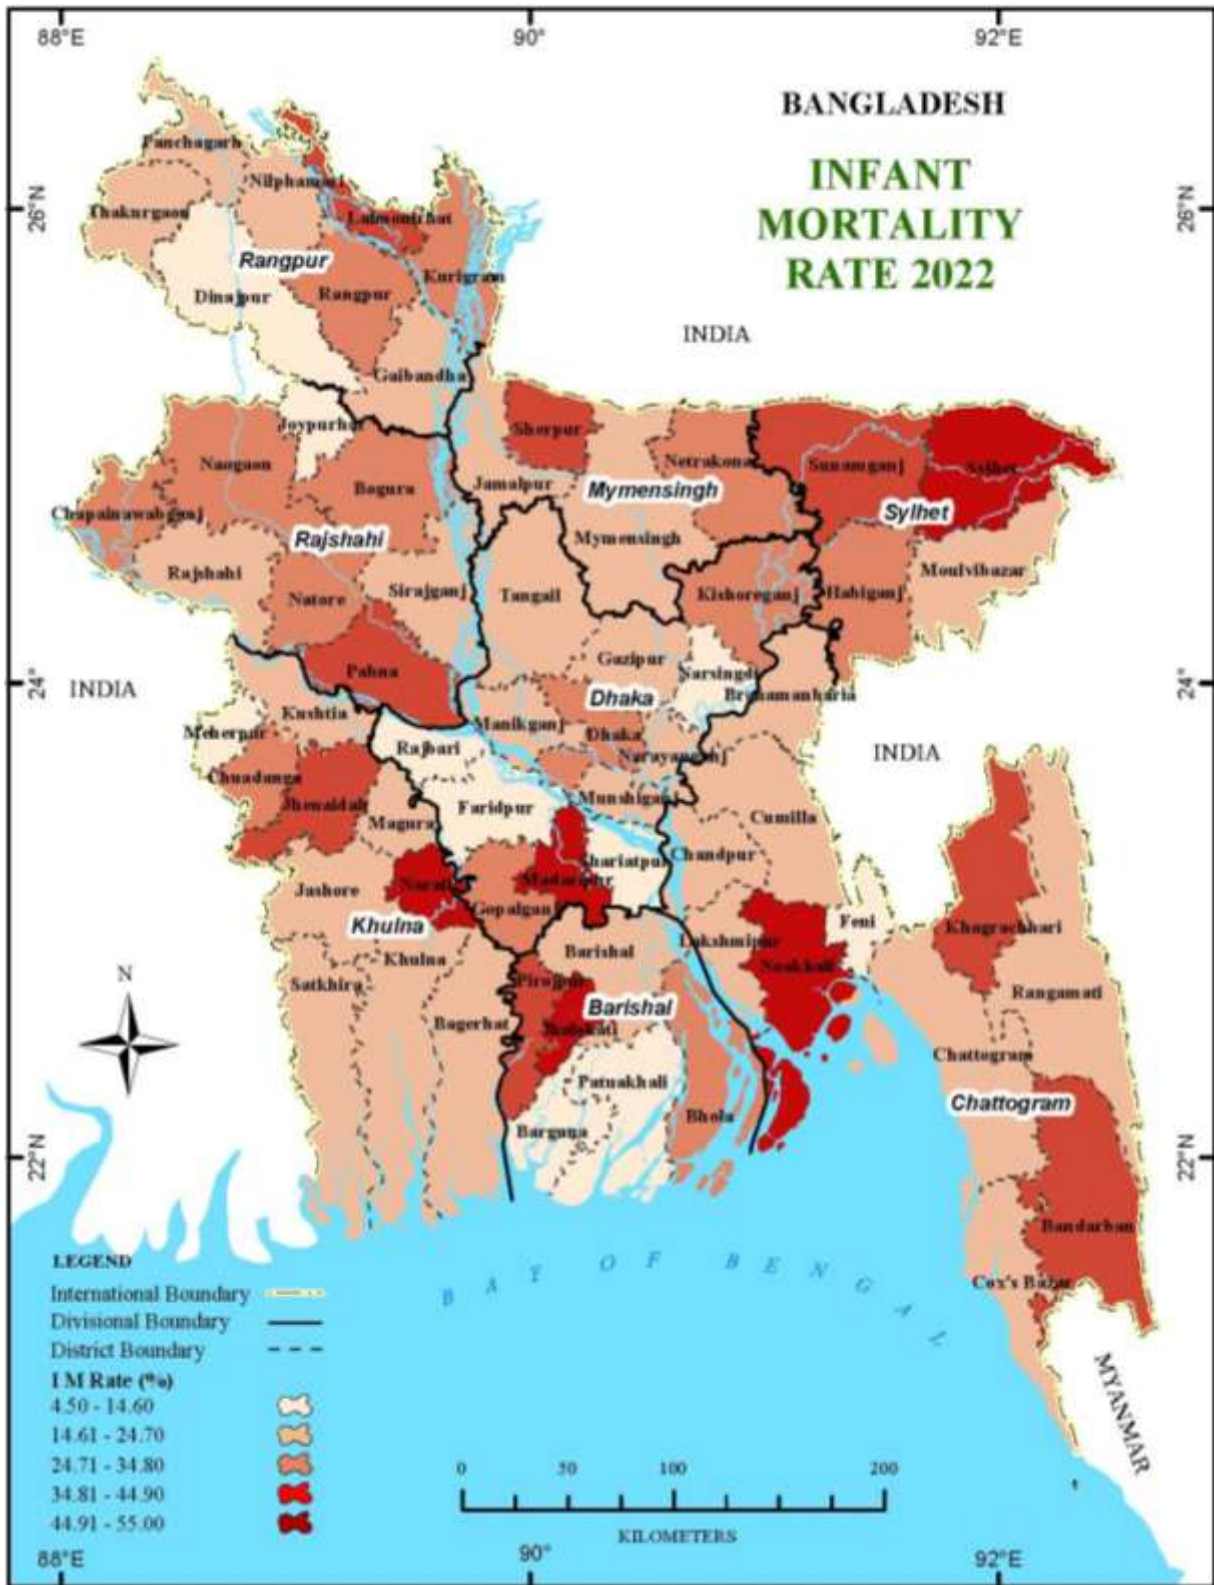 88°E
90°
92°E
BANGLADESH
INFANT
MORTALITY
RATE 2022
26°N
26°N
Panchagarh
Nilphamari
Thakurgaon
Lalmonirhat
Rangpur
Kurigram
Dinajpur
Rangpur
INDIA
Gaibandha
Joypurhat
Sherpur
Naogaon
Netrakona
Sunamganj
Sylhet
Bogura
Jamalpur
Mymensingh
Chapainawabganj
Sylhet
Rajshahi
Mymensingh
Rajshahi
Moulvibazar
Sirajganj
Tangail
Kishoreganj
Habiganj
Natore
Gazipur
Pabna
Narsingdi
24°N
INDIA
Dhaka
Brahamanbaria
24°N
Kushtia
Manikganj
Meherpur
Dhaka
Rajbari
Narayanganj
INDIA
Chuadanga
Jhenaidah
Munshiganj
Faridpur
Magura
Cumilla
Chandpur
Shariatpur
Jashore
Narail
Madaripur
Gopalganj
Khulna
Feni
Khagrachhari
Lakshmipur
Barishal
Khulna
Noakhali
N
Satkhira
Pirojpur
Rangamati
Barishal
Bagerhat
Jhalokati
Chattogram
Patuakhali
Chattogram
Bhola
Barguna
22°N
22°N
Bandarban
BAY OF BENGAL
Cox's Bazar
MYANMAR
LEGEND
International Boundary
Divisional Boundary
District Boundary
I M Rate (%)
4.50 - 14.60
14.61 - 24.70
24.71 - 34.80
34.81 - 44.90
44.91 - 55.00
0 50 100 200
KILOMETERS
88°E
90°
92°E